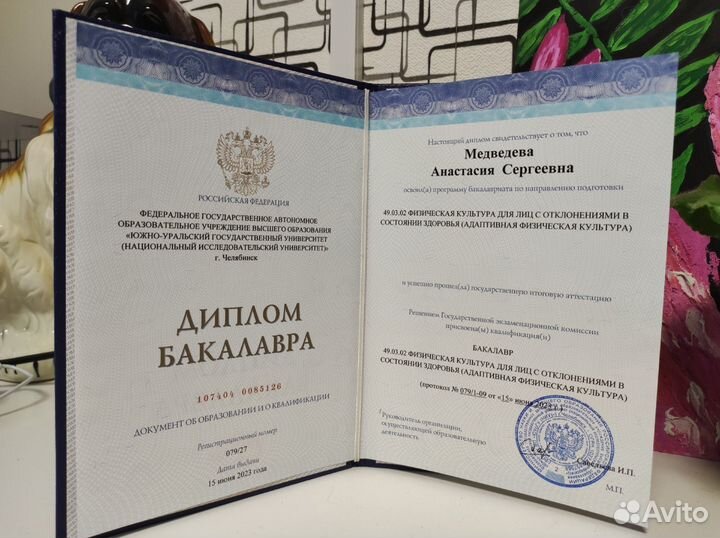 РОССИЙСКАЯ ФЕДЕРАЦИЯ
ФЕДЕРАЛЬНОЕ ГОСУДАРСТВЕННОЕ АВТОНОМНОЕ
ОБРАЗОВАТЕЛЬНОЕ УЧРЕЖДЕНИЕ ВЫСШЕГО ОБРАЗОВАНИЯ
«ЮЖНО-УРАЛЬСКИЙ ГОСУДАРСТВЕННЫЙ УНИВЕРСИТЕТ
(НАЦИОНАЛЬНЫЙ ИССЛЕДОВАТЕЛЬСКИЙ УНИВЕРСИТЕТ)»
г. Челябинск
ДИПЛОМ
БАКАЛАВРА
107404 0085126
ДОКУМЕНТ ОБ ОБРАЗОВАНИИ И О КВАЛИФИКАЦИИ
Регистрационный номер
079/27
Дата выдачи
15 июня 2023 года
Настоящий диплом свидетельствует о том, что
Медведева
Анастасия Сергеевна
освоил(а) программу бакалавриата по направлению подготовки
49.03.02 ФИЗИЧЕСКАЯ КУЛЬТУРА ДЛЯ ЛИЦ С ОТКЛОНЕНИЯМИ В
СОСТОЯНИИ ЗДОРОВЬЯ (АДАПТИВНАЯ ФИЗИЧЕСКАЯ КУЛЬТУРА)
и успешно прошел(ла) государственную итоговую аттестацию
Решением Государственной экзаменационной комиссии
присвоена(ы) квалификация(и)
БАКАЛАВР
49.03.02 ФИЗИЧЕСКАЯ КУЛЬТУРА ДЛЯ ЛИЦ С ОТКЛОНЕНИЯМИ В
СОСТОЯНИИ ЗДОРОВЬЯ (АДАПТИВНАЯ ФИЗИЧЕСКАЯ КУЛЬТУРА)
(протокол № 079/1-09 от «15» июня
Руководитель организации,
осуществляющей образовательную
деятельность
Савельева И.П.
М.П.
Avito